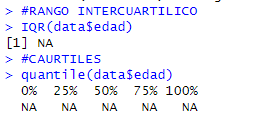 > #RANGO INTERCUARTILICO
> IQR(data$edad)
[1] NA
> #CAURTILES
> quantile(data$edad)
0% 25% 50% 75% 100%
NA NA NA NA NA